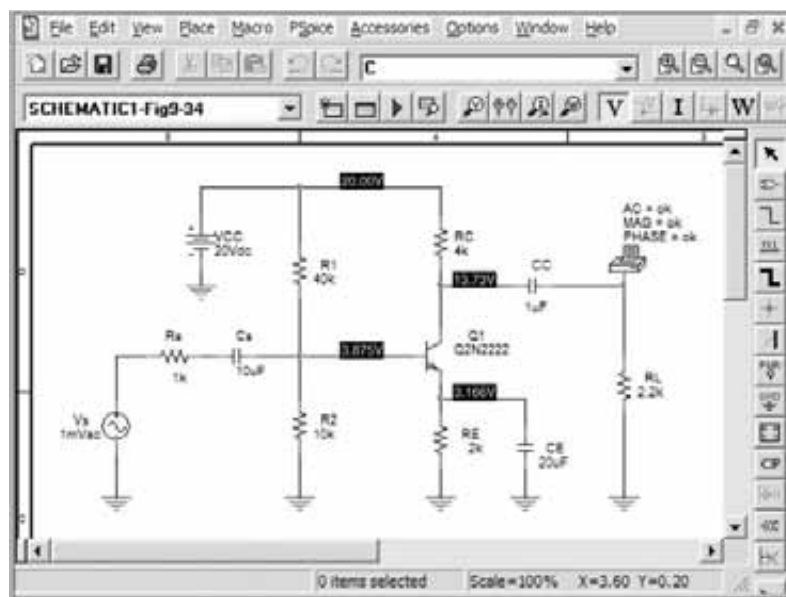 File Edit View Place Macro PSpice Accessories Options Window Help
C
SCHEMATIC1-Fig9-34
V I W
20.00V
AC = ok
MAG = ok
PHASE = ok
VCC
20Vdc
R1
40k
RC
4k
CC
1uF
13.73V
Rs
1k
Cs
10uF
3.875V
Q1
Q2N2222
Vs
1mVac
R2
10k
3.166V
RE
2k
CE
20uF
RL
2.2k
0 items selected Scale=100% X=3.60 Y=0.20